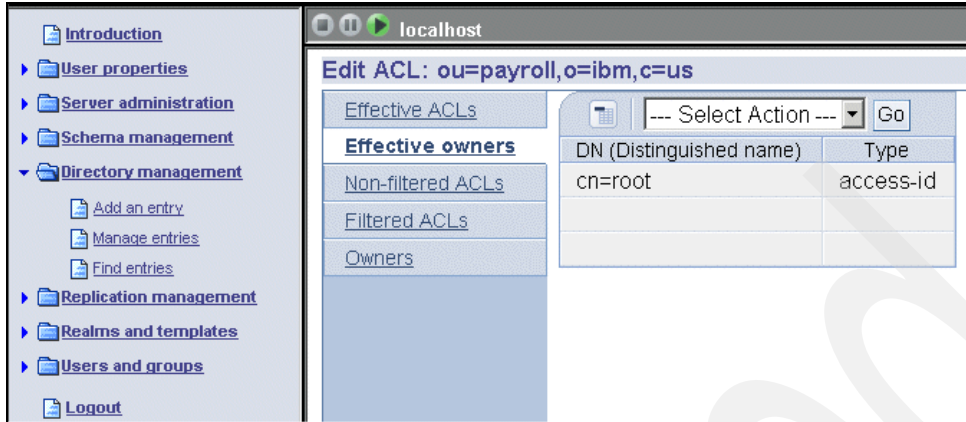 Introduction
User properties
Server administration
Schema management
Directory management
Add an entry
Manage entries
Find entries
Replication management
Realms and templates
Users and groups
Logout
localhost
Edit ACL: ou=payroll,o=ibm,c=us
Effective ACLs
Effective owners
Non-filtered ACLs
Filtered ACLs
Owners
--- Select Action --- Go
DN (Distinguished name) Type
cn=root access-id